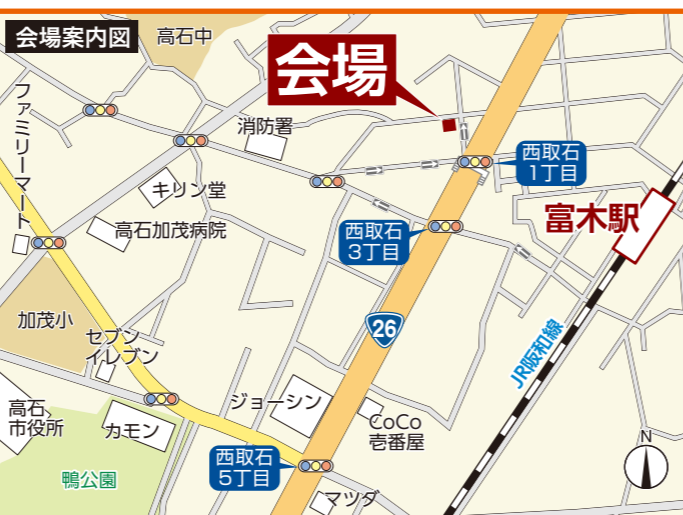 会場案内図
高石中
会場
ファミリーマート
消防署
西取石
1丁目
キリン堂
富木駅
高石加茂病院
西取石
3丁目
加茂小
26
JR阪和線
セブン
イレブン
高石
市役所
カモン
ジョーシン
CoCo
壱番屋
西取石
5丁目
鴨公園
マツダ
N